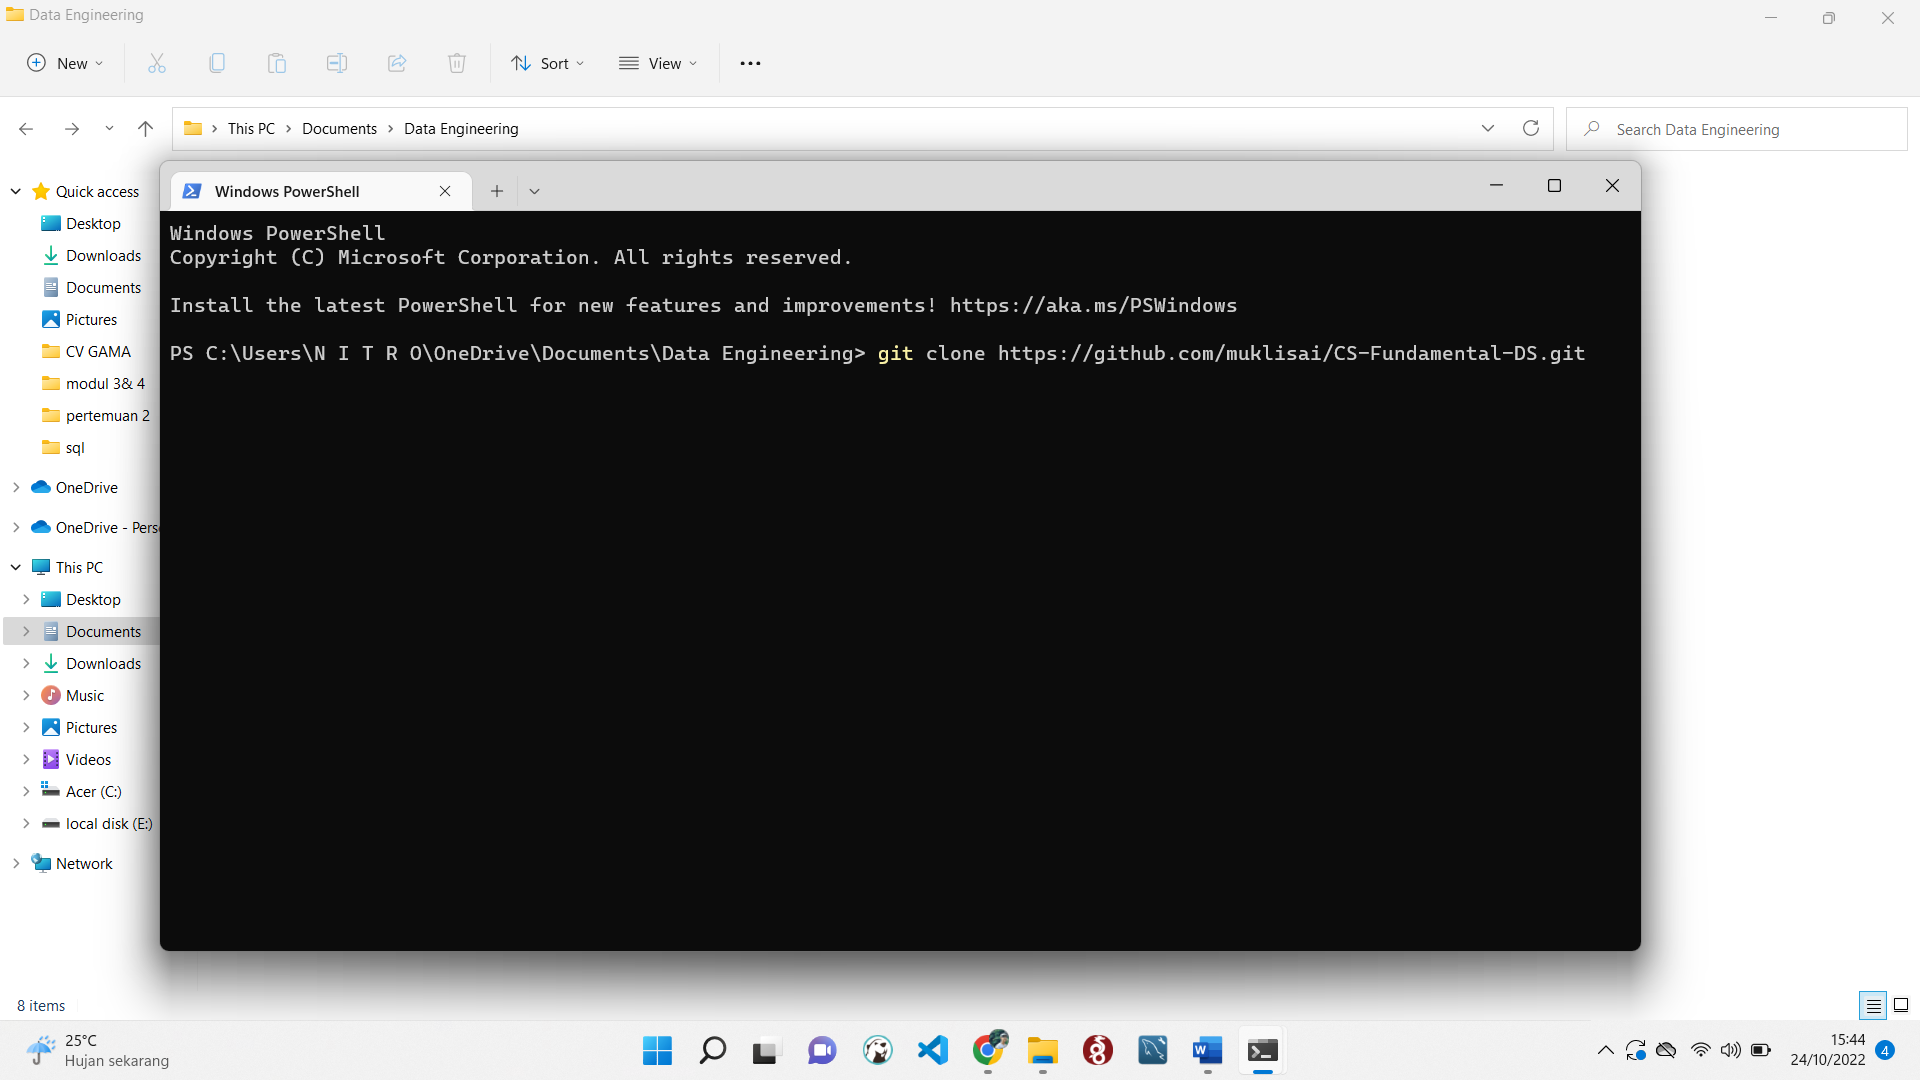 Data Engineering
New
Sort
View
This PC
Documents
Data Engineering
Search Data Engineering
Quick access
Desktop
Downloads
Documents
Pictures
CV GAMA
modul 3& 4
pertemuan 2
sql
OneDrive
OneDrive - Pers
This PC
Desktop
Documents
Downloads
Music
Pictures
Videos
Acer (C:)
local disk (E:)
Network
Windows PowerShell
Windows PowerShell
Copyright (C) Microsoft Corporation. All rights reserved.
Install the latest PowerShell for new features and improvements! https://aka.ms/PSWindows
PS C:\Users\N I T R O\OneDrive\Documents\Data Engineering> git clone https://github.com/muklisai/CS-Fundamental-DS.git
8 items
25°C
Hujan sekarang
15:44
24/10/2022
4